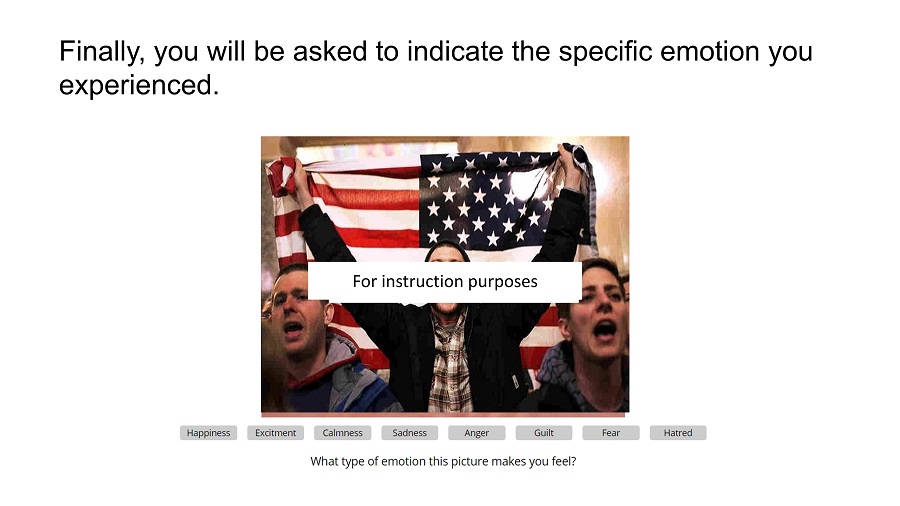 Finally, you will be asked to indicate the specific emotion you
experienced.
For instruction purposes
Happiness
Excitment
Calmness
Sadness
Anger
Guilt
Fear
Hatred
What type of emotion this picture makes you feel?